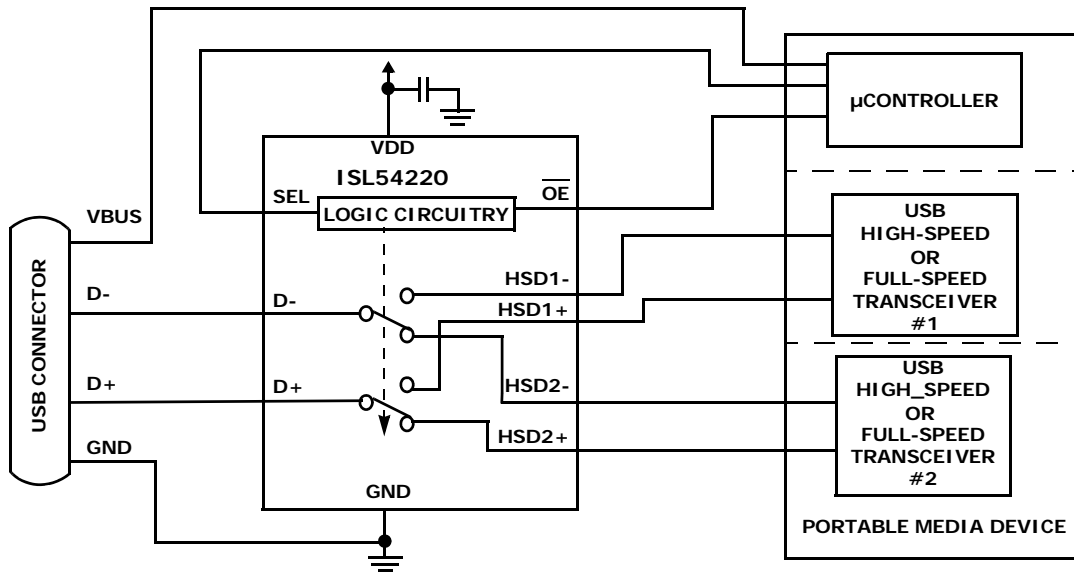 µCONTROLLER
VDD
ISL54220
SEL
LOGIC CIRCUITRY
OE
VBUS
USB CONNECTOR
D-
D-
D+
D+
GND
GND
HSD1-
HSD1+
HSD2-
HSD2+
USB
HIGH-SPEED
OR
FULL-SPEED
TRANSCEIVER
#1
USB
HIGH_SPEED
OR
FULL-SPEED
TRANSCEIVER
#2
PORTABLE MEDIA DEVICE